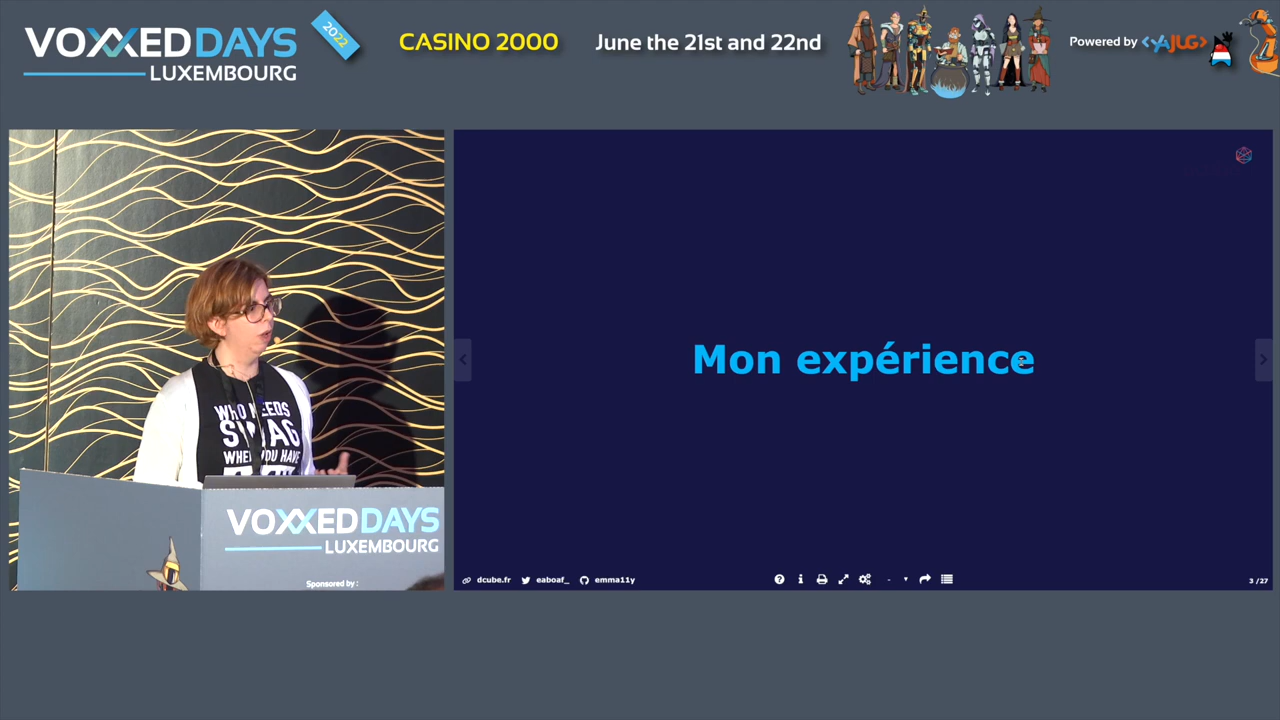 VOXXEDDAYS
LUXEMBOURG
2022
CASINO 2000
June the 21st and 22nd
Powered by <YAJUG>
WHO NEEDS
SWAG
WHEN YOU HAVE
VOXXEDDAYS
LUXEMBOURG
Sponsored by :
Mon expérience
dcube.fr
eaboaf_
emma11y
3 / 27